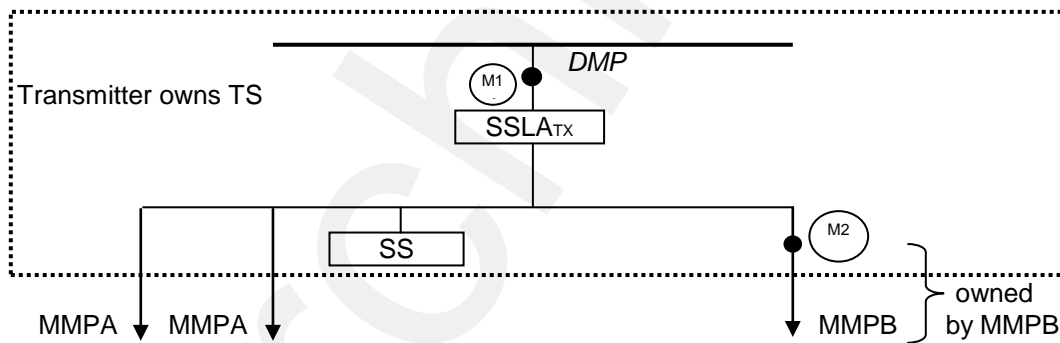 DMP
M1
Transmitter owns TS
SSLATX
M2
SS
MMPA MMPA MMPB
owned
by MMPB